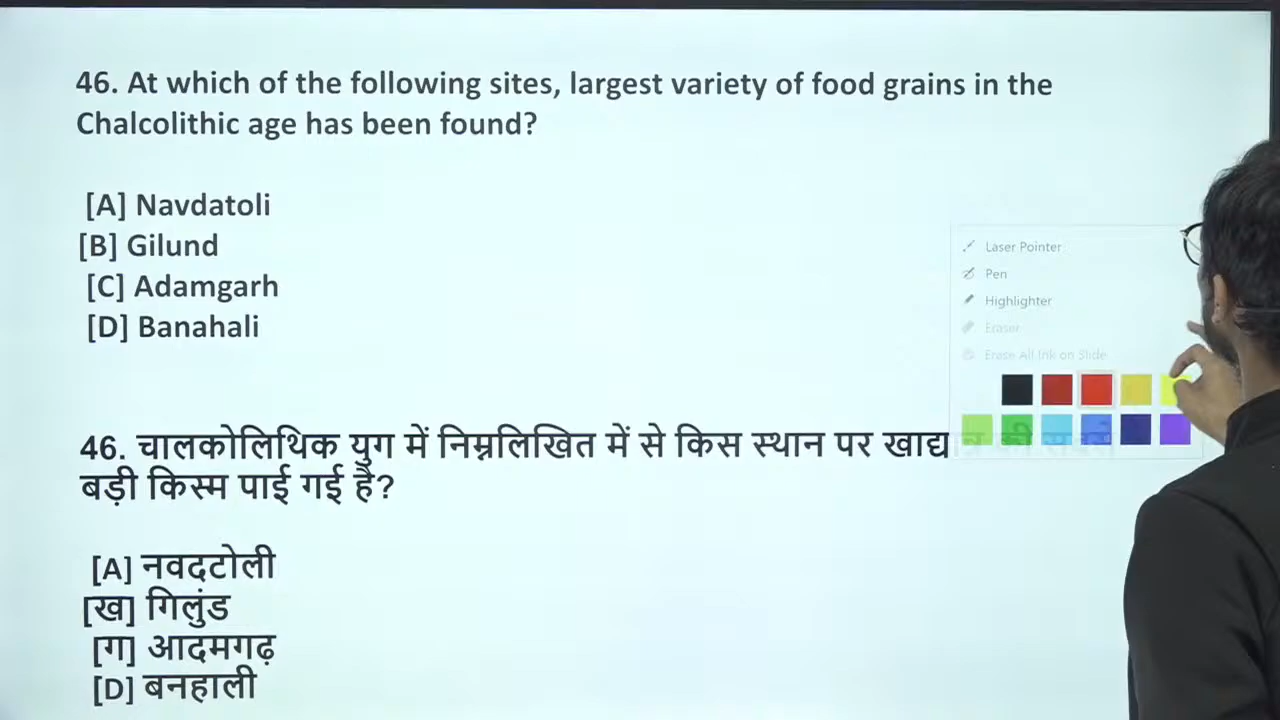 46. At which of the following sites, largest variety of food grains in the
Chalcolithic age has been found?
[A] Navdatoli
[B] Gilund
[C] Adamgarh
[D] Banahali
Laser Pointer
Pen
Highlighter
Eraser
Erase All Ink on Slide
46. चालकोलिथिक युग में निम्नलिखित में से किस स्थान पर खाद्यान्न की सबसे
बड़ी किस्म पाई गई है?
[A] नवदटोली
[ख] गिलुंड
[ग] आदमगढ़
[D] बनहाली